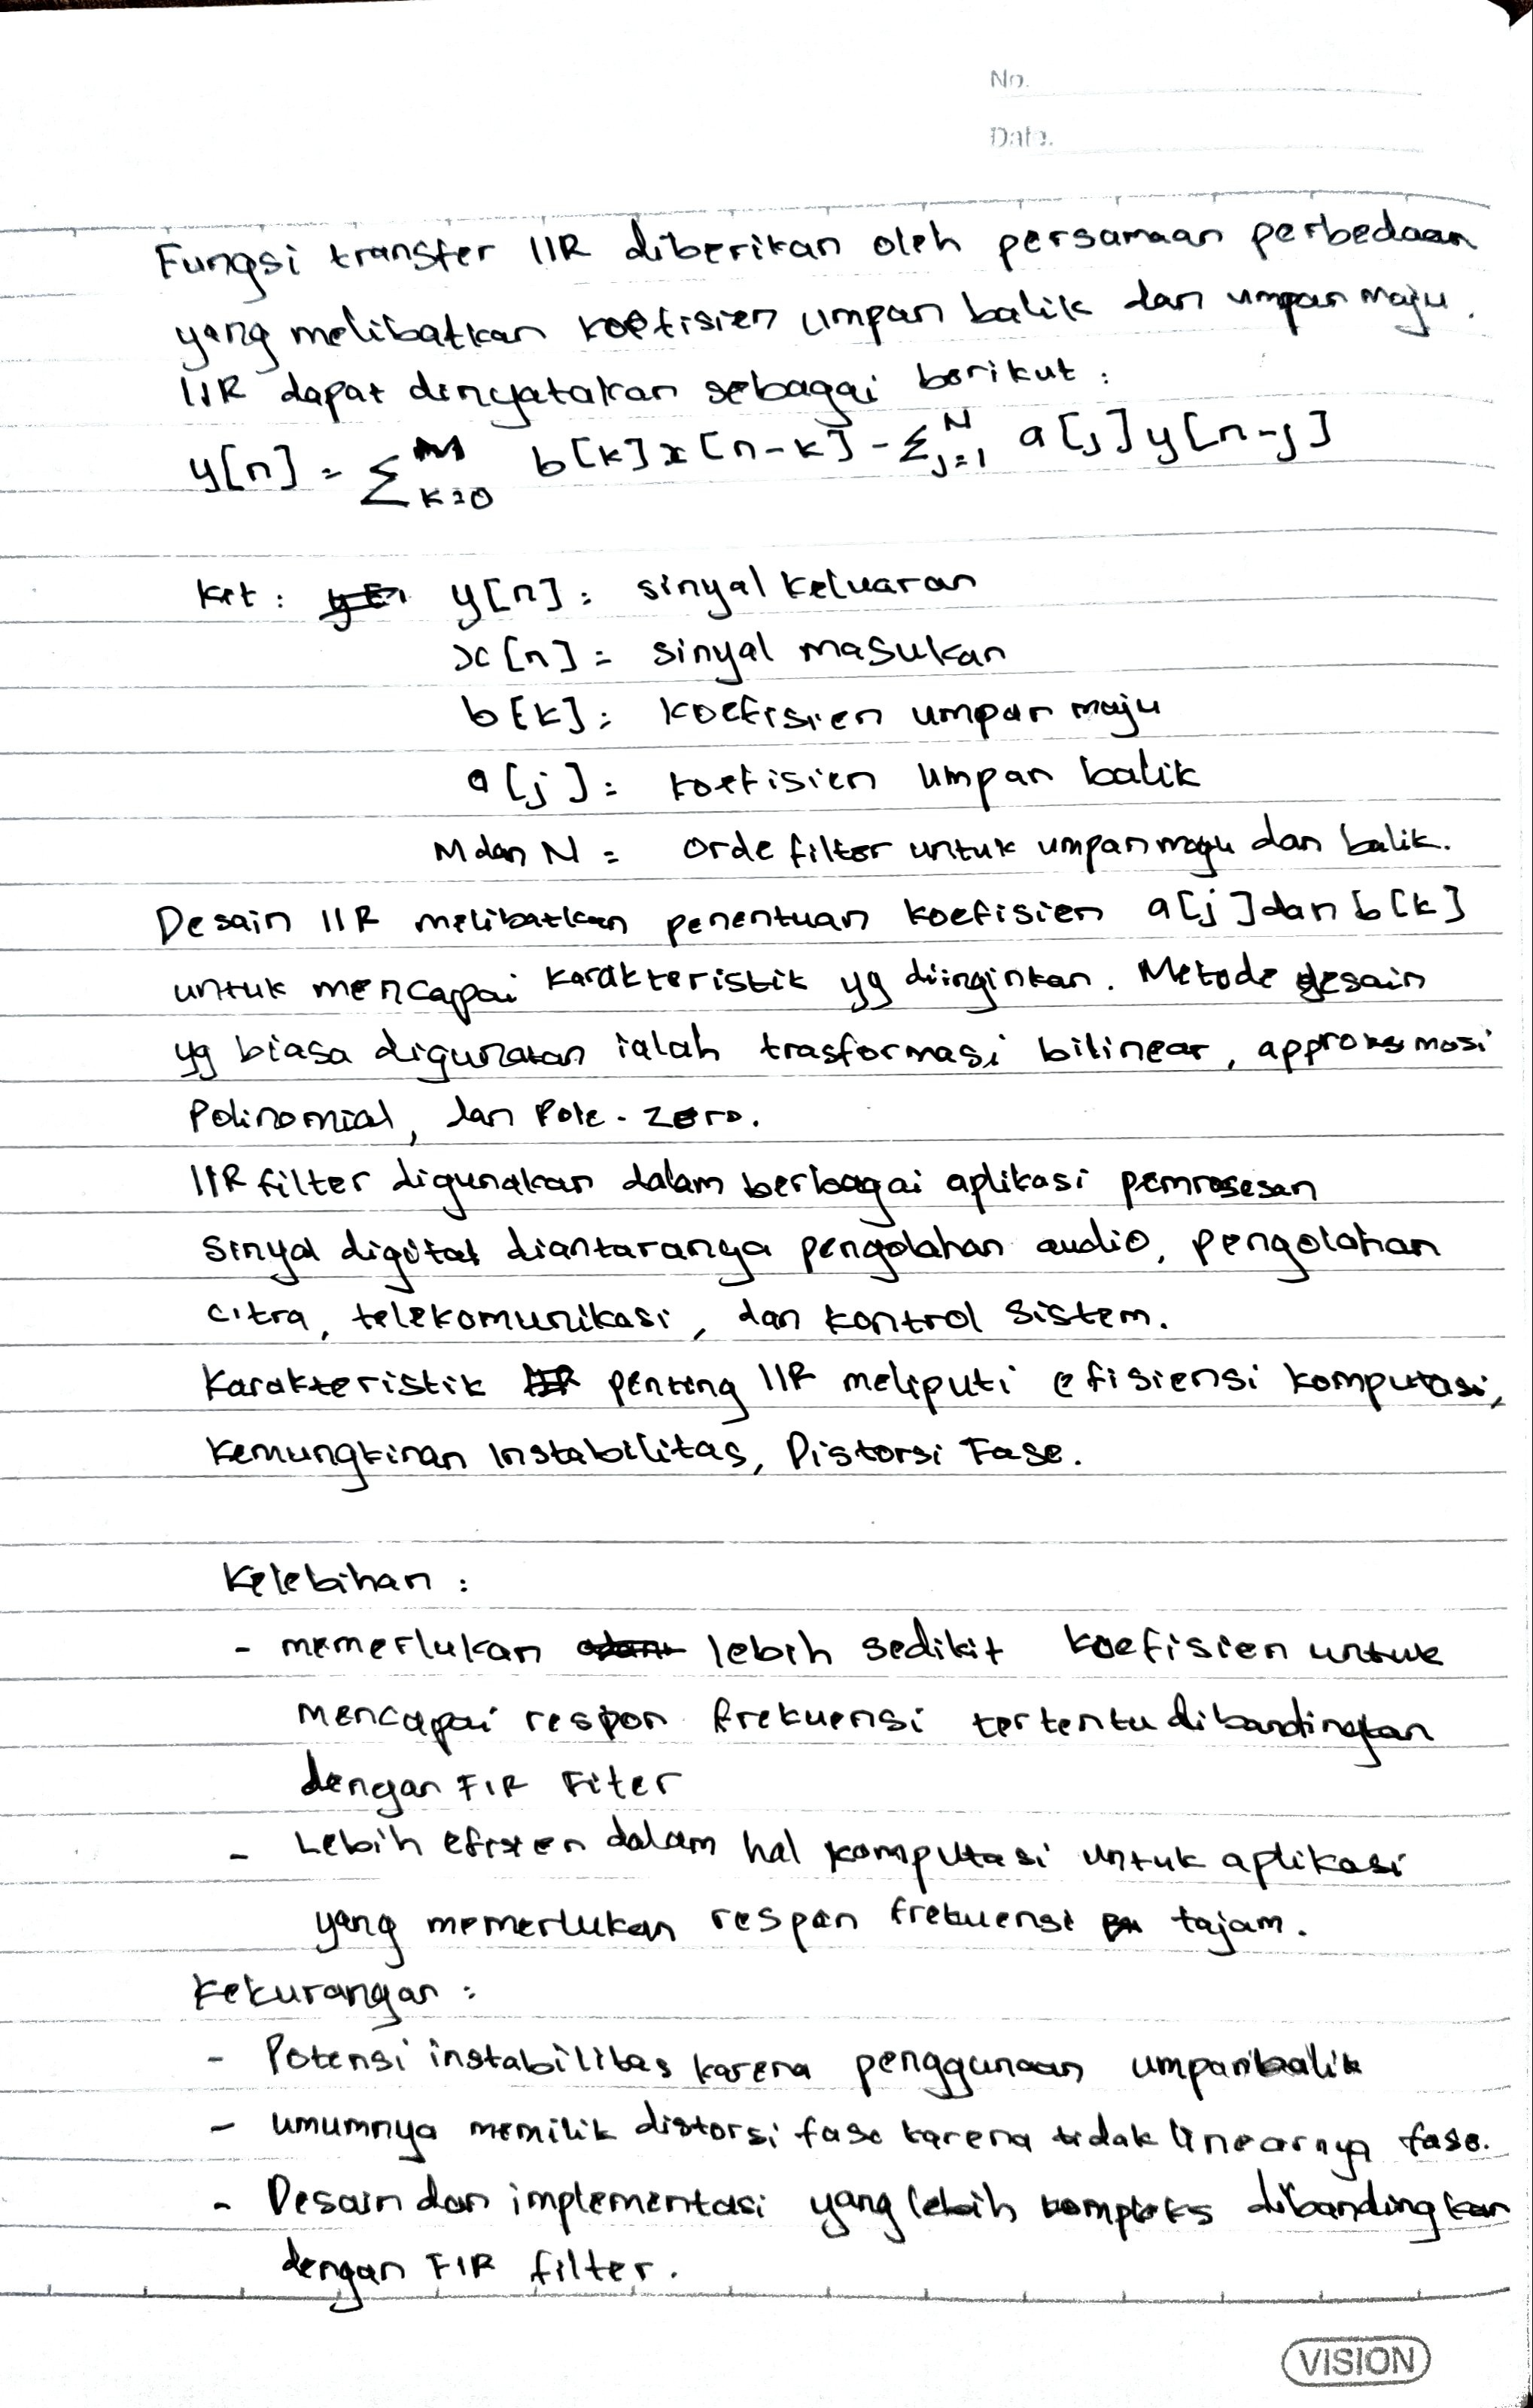 No.
Date.
Fungsi transfer IIR diberikan oleh persamaan perbedaan
yang melibatkan koefisien umpan balik dan umpan maju.
IIR dapat dinyatakan sebagai berikut :
y[n] = Σ^M_k=0 b[k]x[n-k] - Σ^N_j=1 a[j]y[n-j]
Ket : y[n] : sinyal keluaran
x[n] = sinyal masukan
b[k] : koefisien umpan maju
a[j] : koefisien umpan balik
M dan N = Orde filter untuk umpan maju dan balik.
Desain IIR melibatkan penentuan koefisien a[j] dan b[k]
untuk mencapai karakteristik yg diinginkan. Metode desain
yg biasa digunakan ialah trasformasi bilinear, approksmasi
Polinomial, dan Pole-zero.
IIR filter digunakan dalam berbagai aplikasi pemrosesan
sinyal digital diantaranya pengolahan audio, pengolahan
citra, telekomunikasi, dan kontrol sistem.
Karakteristik penting IIR meliputi efisiensi komputasi,
kemungkinan Instabilitas, Distorsi Fase.
Kelebihan :
- memerlukan lebih sedikit koefisien untuk
mencapai respon frekuensi tertentu dibandingkan
dengan FIR Fiter
- Lebih efisien dalam hal komputasi untuk aplikasi
yang memerlukan respon frekuensi tajam.
Kekurangan :
- Potensi instabilitas karena penggunaan umpanbalik
- umumnya memilik distorsi fase karena tidak linearnya fase.
- Desain dan implementasi yang lebih kompleks dibandingkan
dengan FIR filter.
VISION